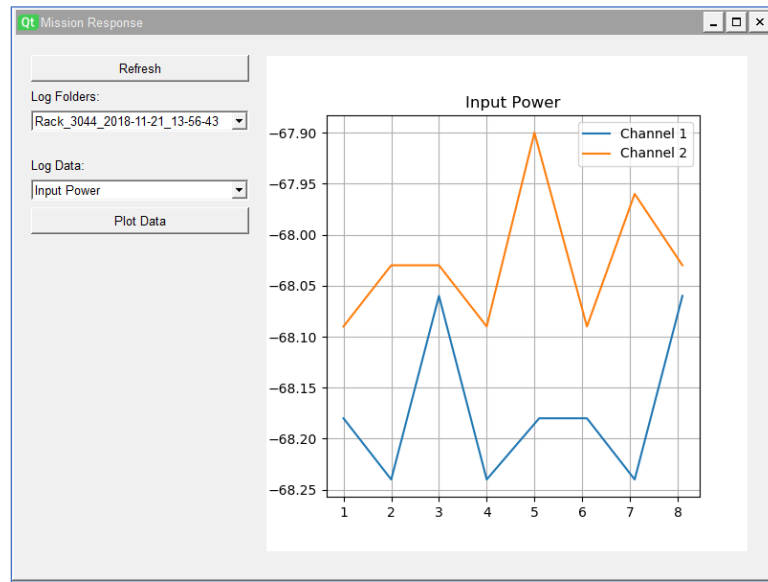 Qt Mission Response
Refresh
Log Folders:
Rack_3044_2018-11-21_13-56-43
Log Data:
Input Power
Plot Data
Input Power
Channel 1
Channel 2
−67.90
−67.95
−68.00
−68.05
−68.10
−68.15
−68.20
−68.25
1 2 3 4 5 6 7 8